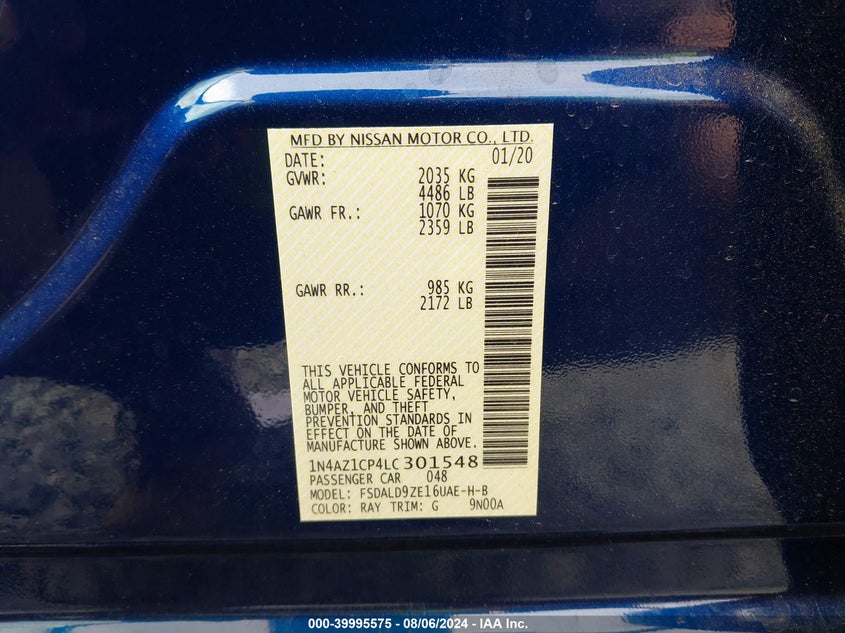 MFD BY NISSAN MOTOR CO., LTD.
DATE: 01/20
GVWR: 2035 KG
4486 LB
GAWR FR.: 1070 KG
2359 LB
GAWR RR.: 985 KG
2172 LB
THIS VEHICLE CONFORMS TO
ALL APPLICABLE FEDERAL
MOTOR VEHICLE SAFETY,
BUMPER, AND THEFT
PREVENTION STANDARDS IN
EFFECT ON THE DATE OF
MANUFACTURE SHOWN ABOVE.
1N4AZ1CP4LC301548
PASSENGER CAR 048
MODEL: FSDALD9ZE16UAE-H-B
COLOR: RAY TRIM: G 9N00A
000-39995575 - 08/06/2024 - IAA Inc.